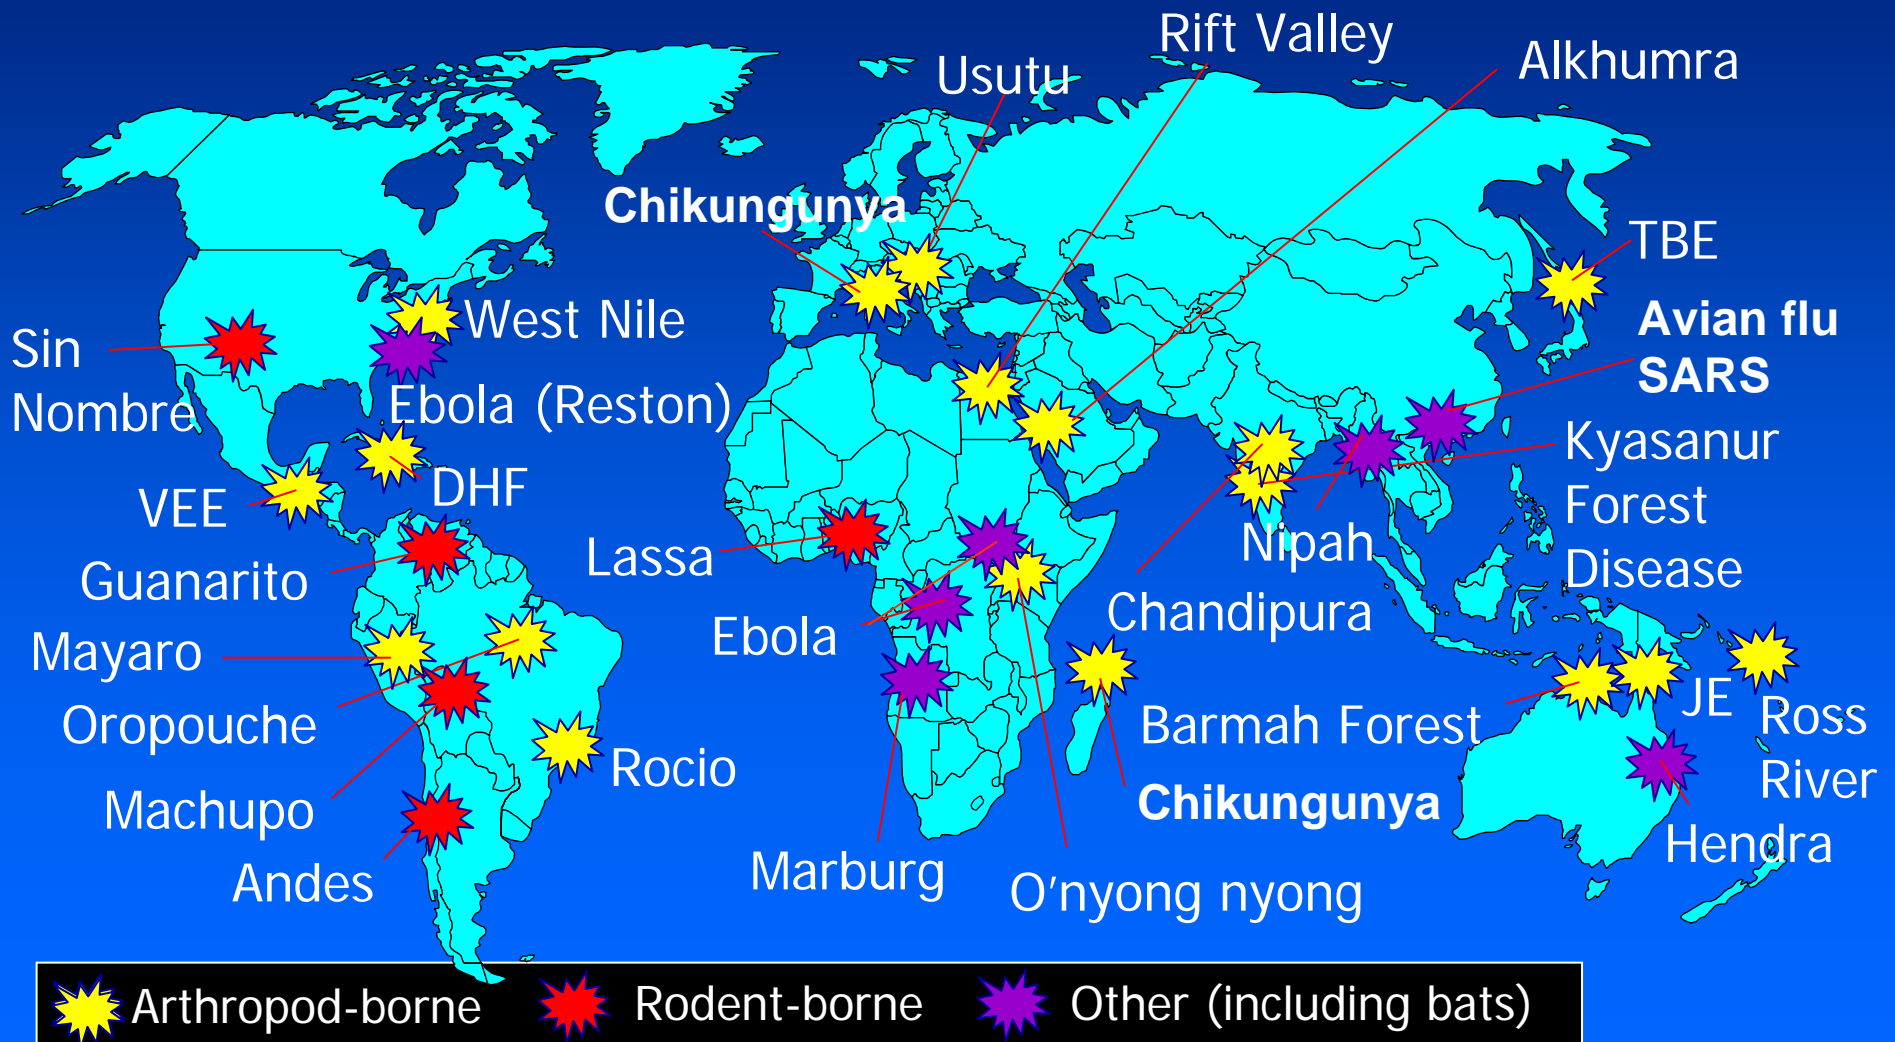 Rift Valley
Usutu
Alkhumra
Chikungunya
TBE
West Nile
Avian flu
SARS
Sin
Nombre
Ebola (Reston)
Kyasanur
Forest
Disease
VEE
DHF
Lassa
Nipah
Guanarito
Chandipura
Ebola
Mayaro
Oropouche
Barmah Forest
JE
Ross
River
Rocio
Machupo
Chikungunya
Hendra
Andes
Marburg
O'nyong nyong
Arthropod-borne
Rodent-borne
Other (including bats)